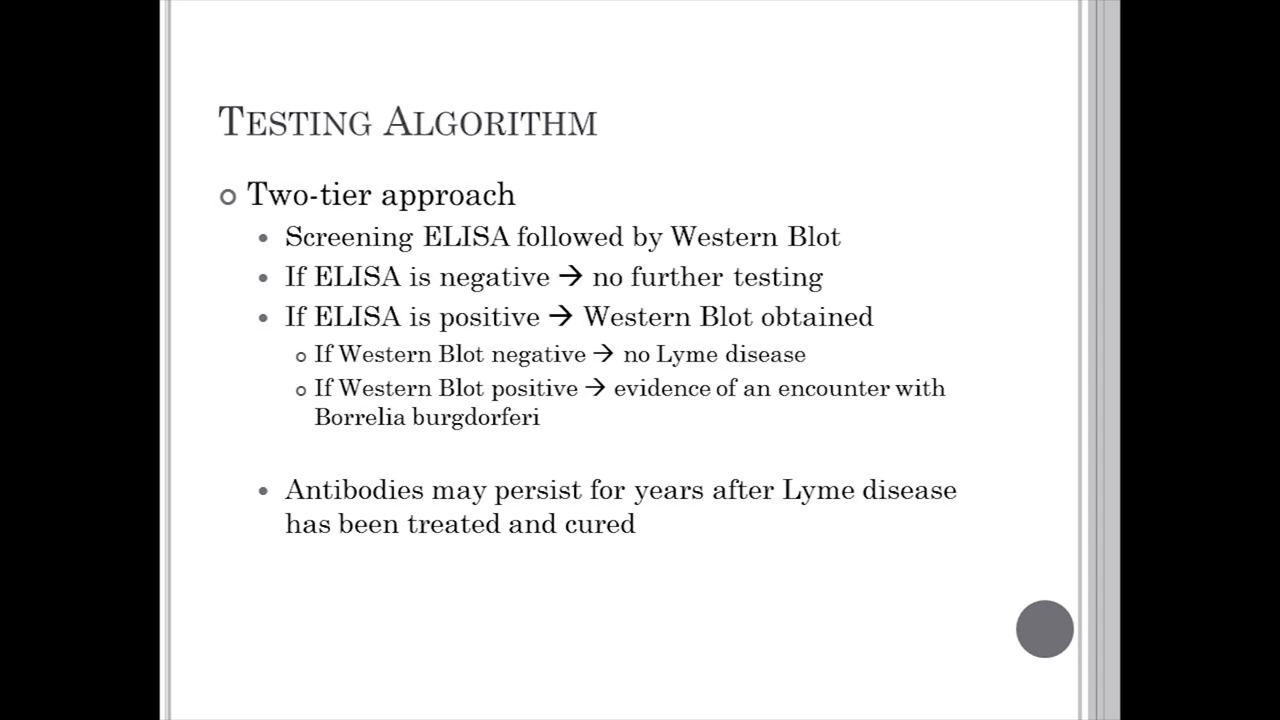 TESTING ALGORITHM
Two-tier approach
Screening ELISA followed by Western Blot
If ELISA is negative → no further testing
If ELISA is positive → Western Blot obtained
If Western Blot negative → no Lyme disease
If Western Blot positive → evidence of an encounter with
Borrelia burgdorferi
Antibodies may persist for years after Lyme disease
has been treated and cured